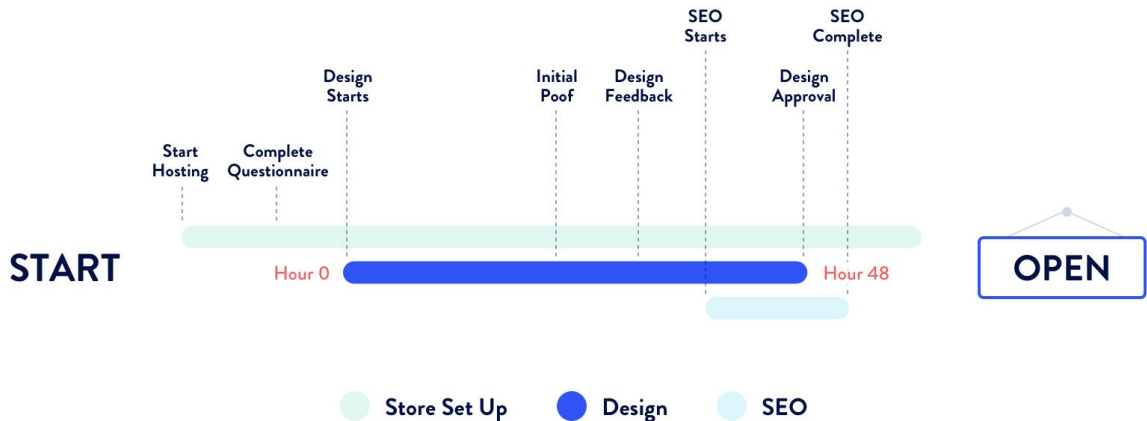 SEO
Starts
SEO
Complete
Design
Starts
Initial
Poof
Design
Feedback
Design
Approval
Start
Hosting
Complete
Questionnaire
START
Hour 0
Hour 48
OPEN
Store Set Up
Design
SEO